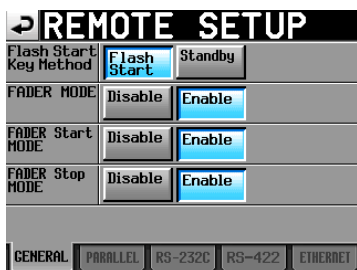 REMOTE SETUP
Flash Start
Key Method
Flash
Start
Standby
FADER MODE
Disable
Enable
FADER Start
MODE
Disable
Enable
FADER Stop
MODE
Disable
Enable
GENERAL PARALLEL RS-232C RS-422 ETHERNET